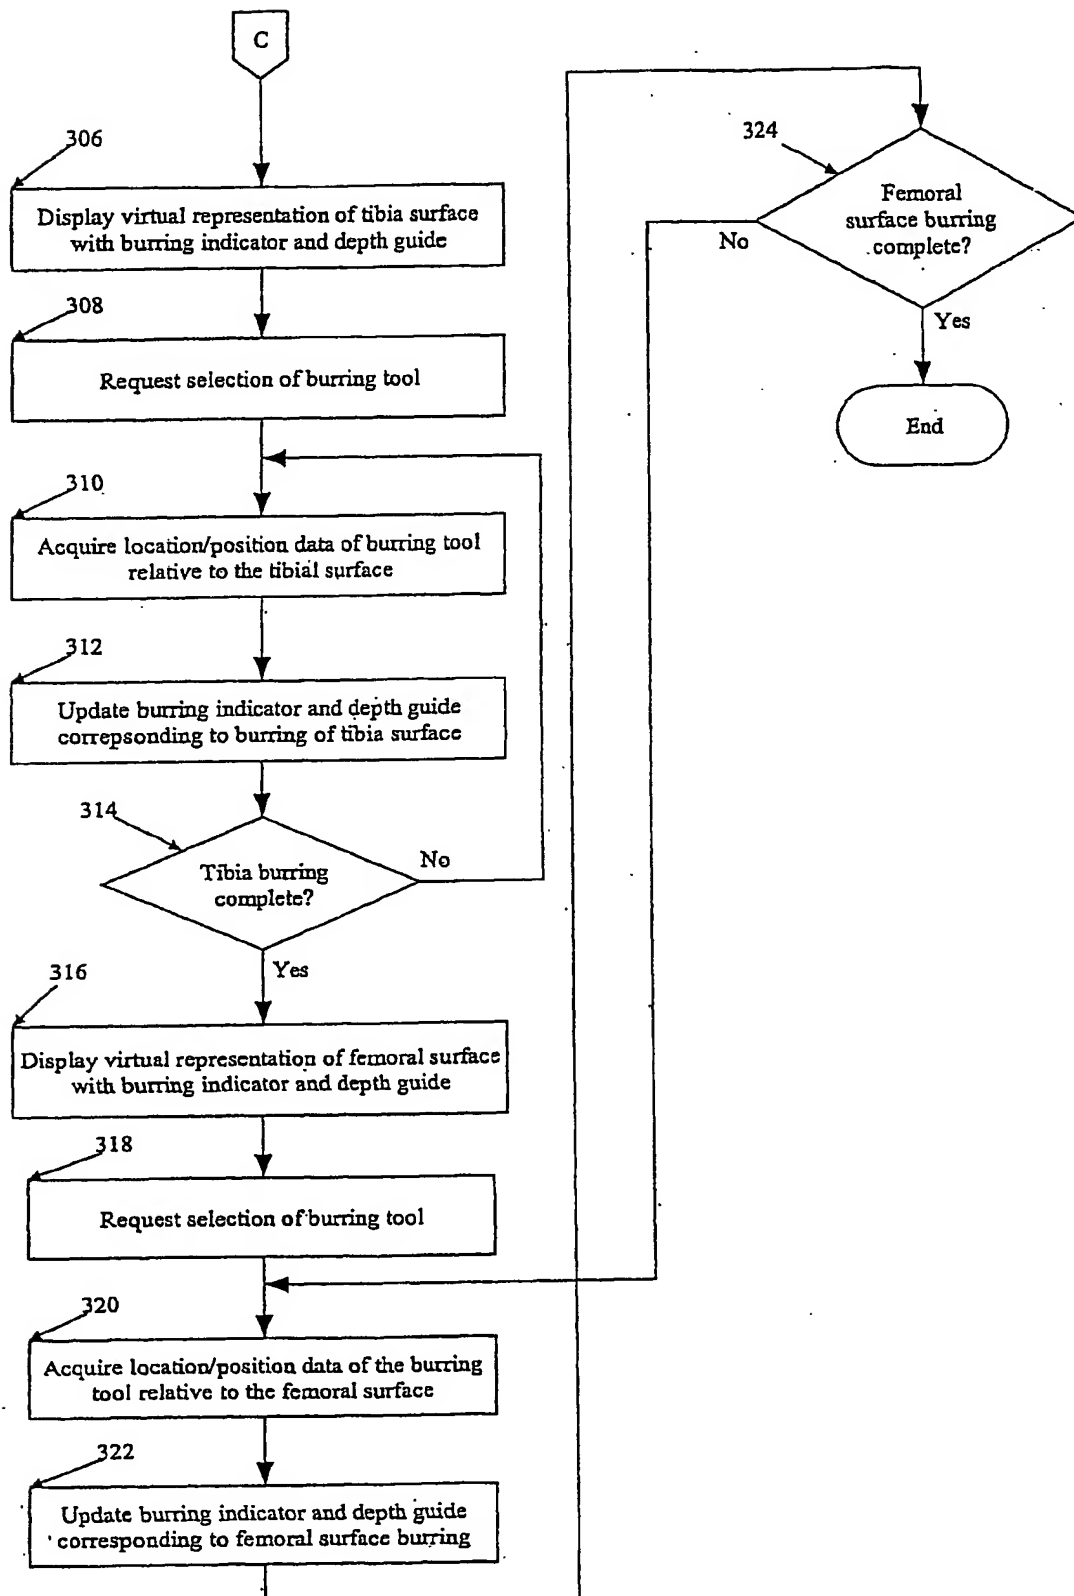 C
306
Display virtual representation of tibia surface
with burring indicator and depth guide
308
Request selection of burring tool
310
Acquire location/position data of burring tool
relative to the tibial surface
312
Update burring indicator and depth guide
correpsonding to burring of tibia surface
314
Tibia burring
complete?
No
Yes
316
Display virtual representation of femoral surface
with burring indicator and depth guide
318
Request selection of burring tool
320
Acquire location/position data of the burring
tool relative to the femoral surface
322
Update burring indicator and depth guide
corresponding to femoral surface burring
324
Femoral
surface burring
complete?
No
Yes
End